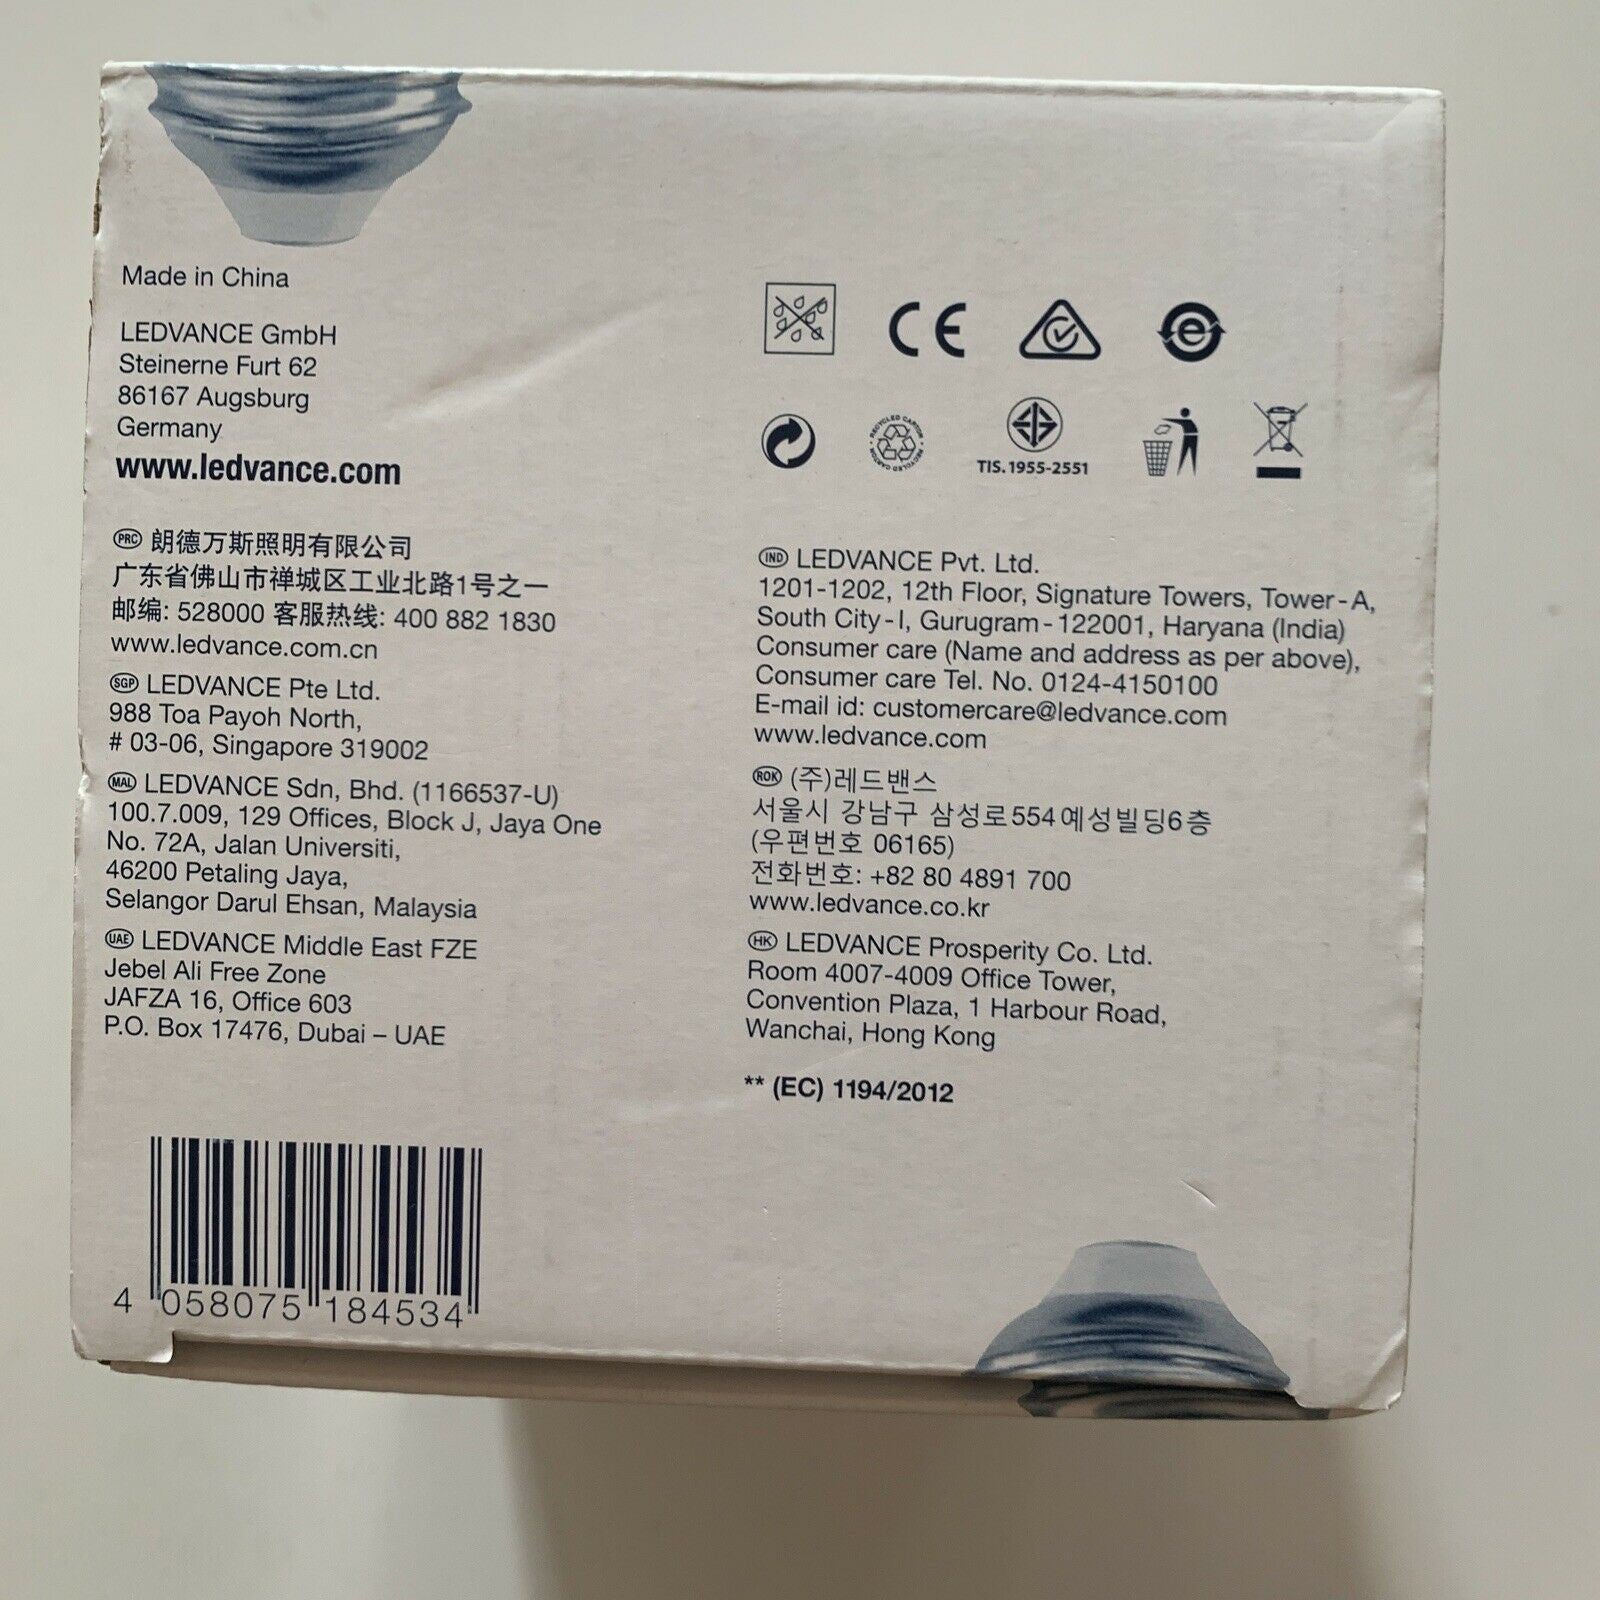 Made in China
LEDVANCE GmbH
Steinerne Furt 62
86167 Augsburg
Germany
www.ledvance.com
PRC 朗德万斯照明有限公司
广东省佛山市禅城区工业北路1号之一
邮编: 528000 客服热线: 400 882 1830
www.ledvance.com.cn
SGP LEDVANCE Pte Ltd.
988 Toa Payoh North,
# 03-06, Singapore 319002
MAL LEDVANCE Sdn, Bhd. (1166537-U)
100.7.009, 129 Offices, Block J, Jaya One
No. 72A, Jalan Universiti,
46200 Petaling Jaya,
Selangor Darul Ehsan, Malaysia
UAE LEDVANCE Middle East FZE
Jebel Ali Free Zone
JAFZA 16, Office 603
P.O. Box 17476, Dubai – UAE
4 058075 184534
CE
e
RECYCLED CARTON • RECYCLED CARTON •
TIS.1955-2551
IND LEDVANCE Pvt. Ltd.
1201-1202, 12th Floor, Signature Towers, Tower-A,
South City-I, Gurugram-122001, Haryana (India)
Consumer care (Name and address as per above),
Consumer care Tel. No. 0124-4150100
E-mail id: customercare@ledvance.com
www.ledvance.com
ROK (주)레드밴스
서울시 강남구 삼성로554예성빌딩6층
(우편번호 06165)
전화번호: +82 80 4891 700
www.ledvance.co.kr
HK LEDVANCE Prosperity Co. Ltd.
Room 4007-4009 Office Tower,
Convention Plaza, 1 Harbour Road,
Wanchai, Hong Kong
** (EC) 1194/2012